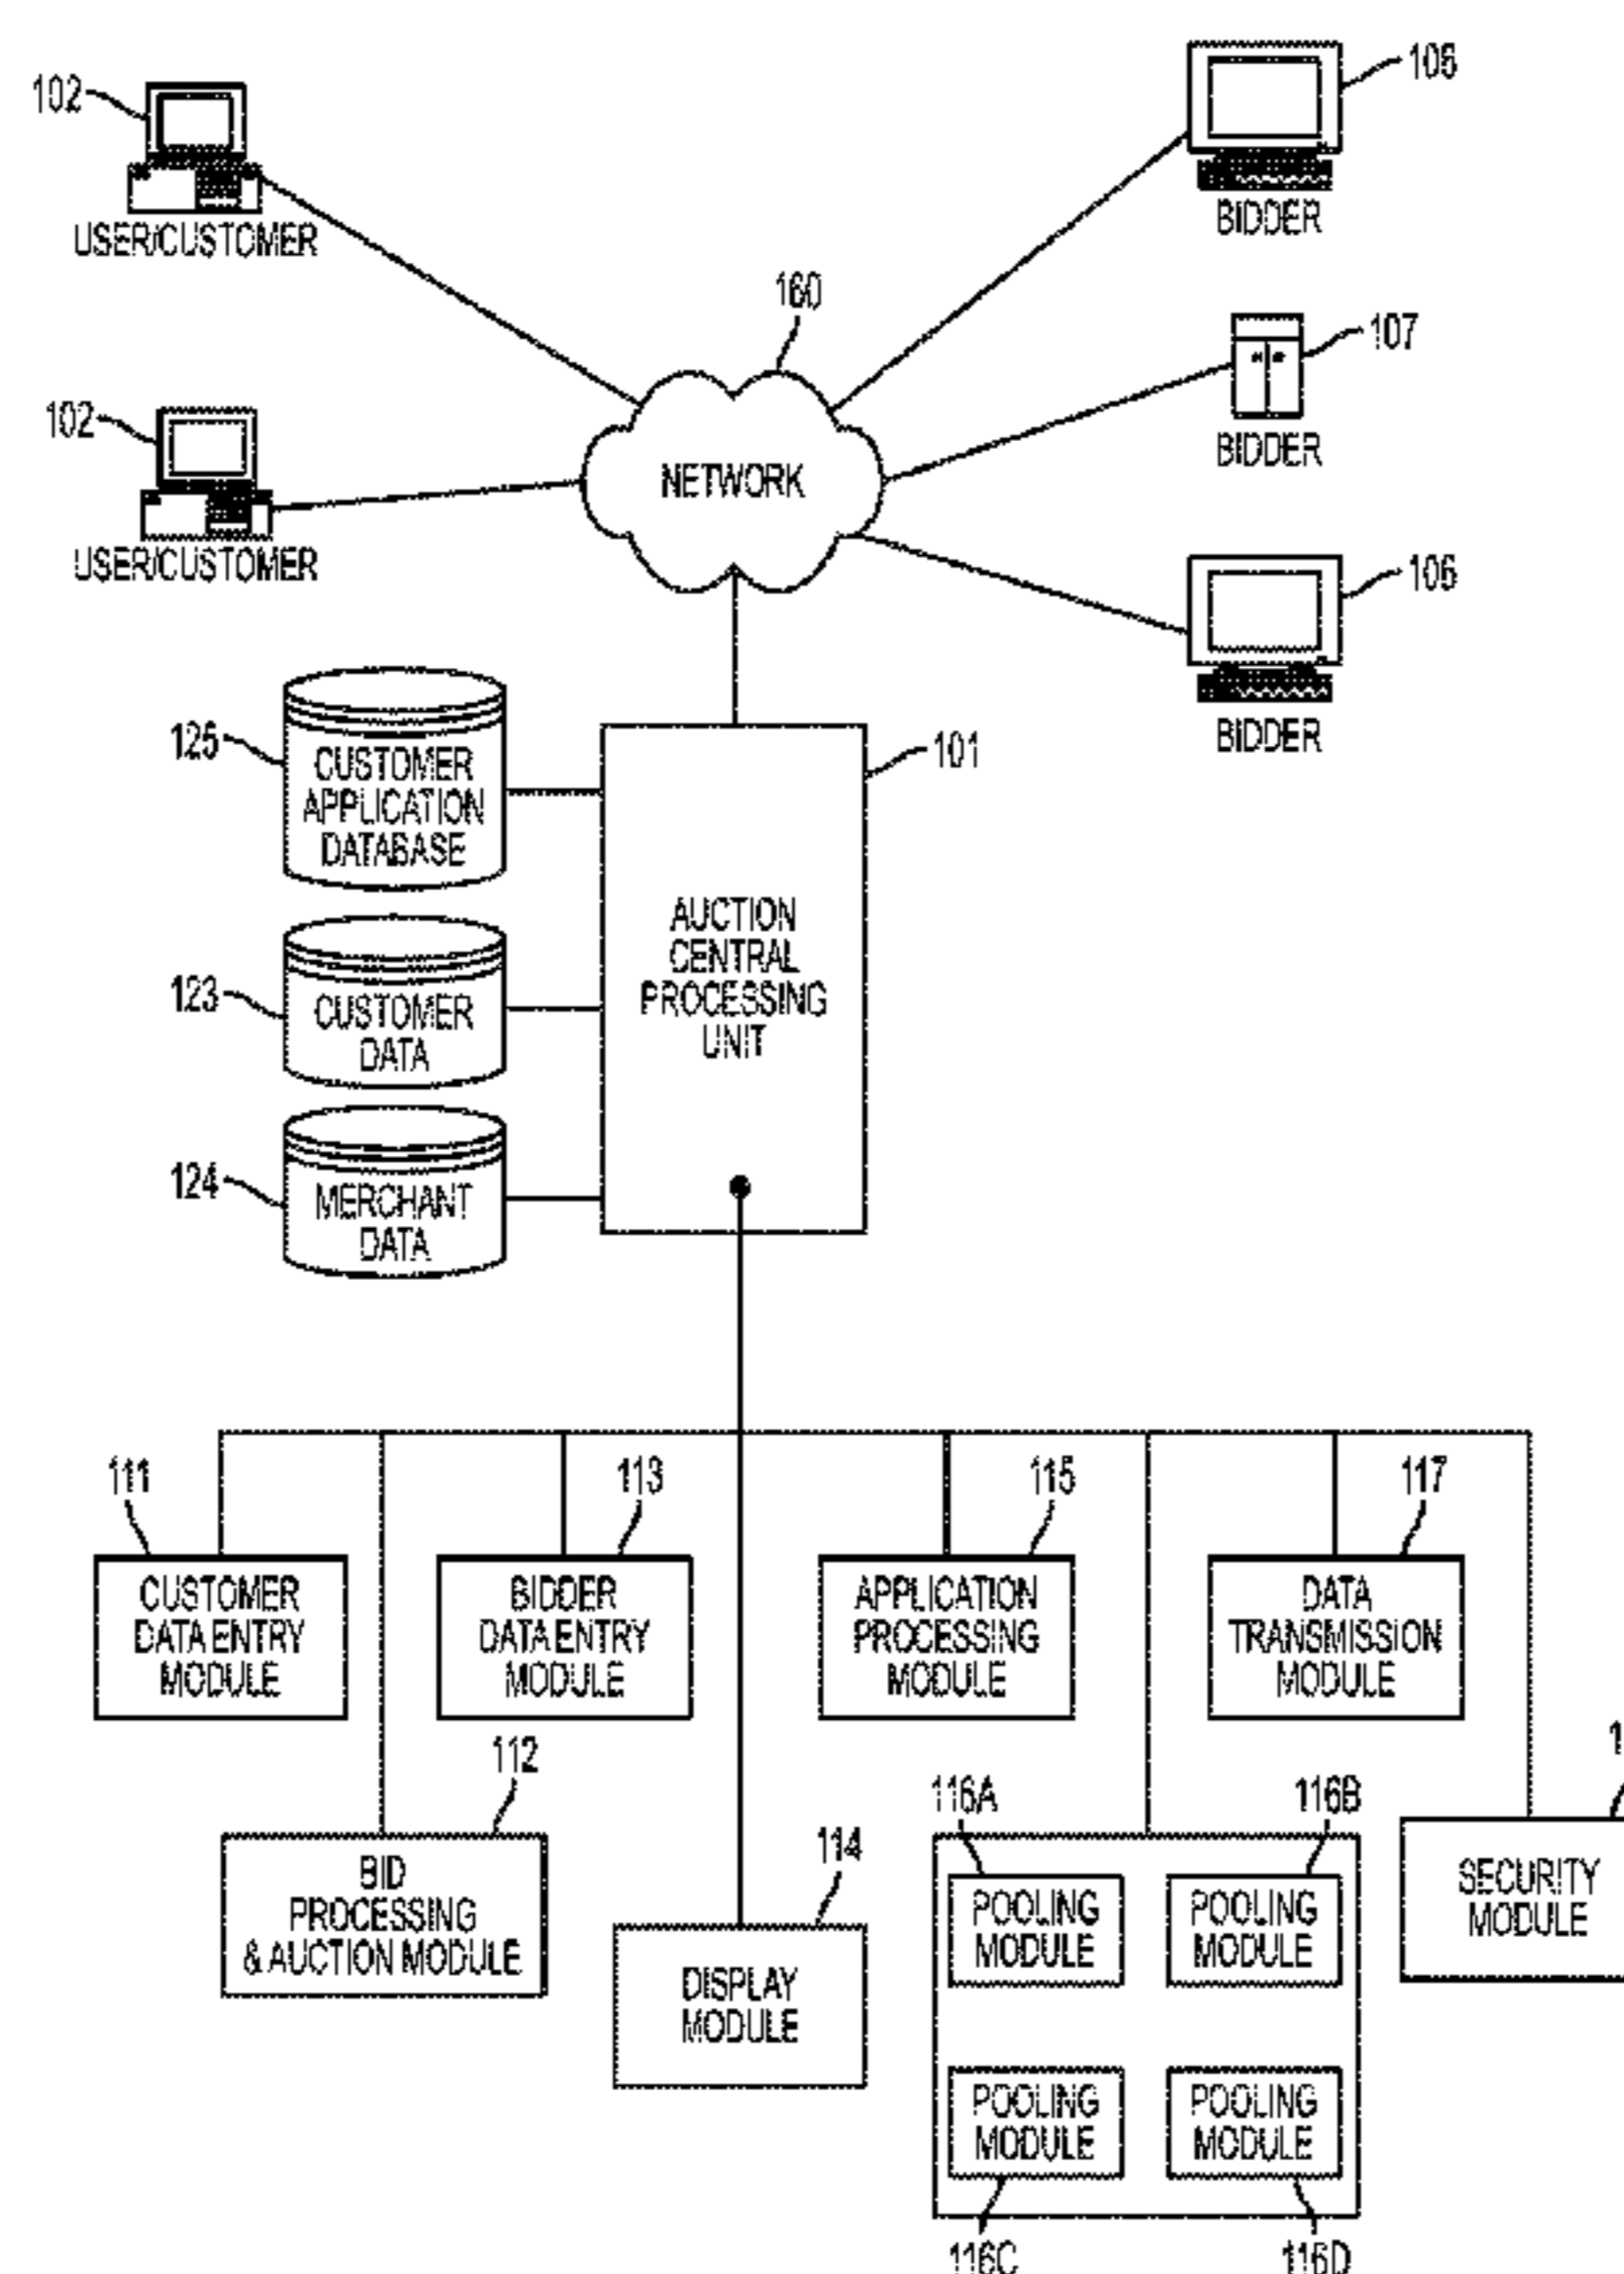 102
USER/CUSTOMER
106
BIDDER
160
107
BIDDER
102
USER/CUSTOMER
NETWORK
106
BIDDER
125
CUSTOMER
APPLICATION
DATABASE
101
AUCTION
CENTRAL
PROCESSING
UNIT
123
CUSTOMER
DATA
124
MERCHANT
DATA
111
CUSTOMER
DATA ENTRY
MODULE
113
BIDDER
DATA ENTRY
MODULE
115
APPLICATION
PROCESSING
MODULE
117
DATA
TRANSMISSION
MODULE
112
BID
PROCESSING
& AUCTION MODULE
114
DISPLAY
MODULE
116A
POOLING
MODULE
116B
POOLING
MODULE
POOLING
MODULE
116C
POOLING
MODULE
116D
SECURITY
MODULE